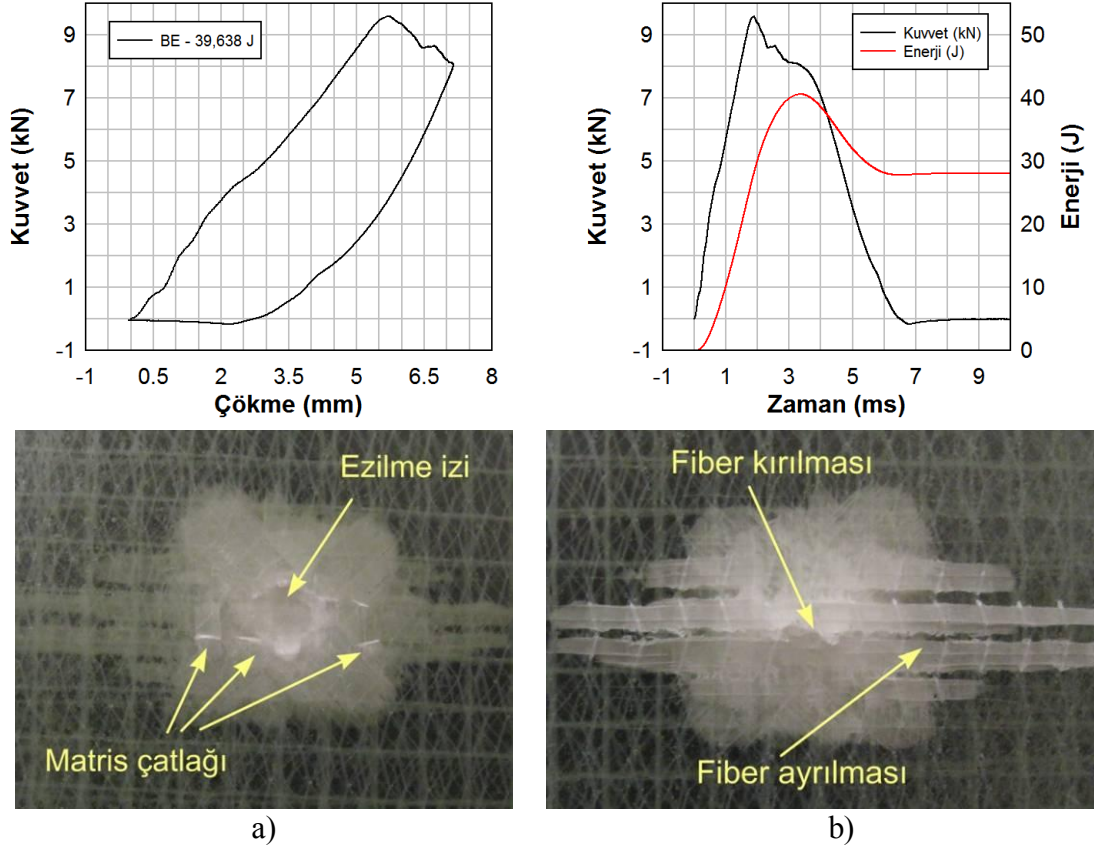 BE - 39,638 J
Kuvvet (kN)
9
7
5
3
1
-1
-1 0.5 2 3.5 5 6.5 8
Çökme (mm)
Kuvvet (kN)
Enerji (J)
Kuvvet (kN)
9
7
5
3
1
-1
50
40
30
20
10
0
Enerji (J)
-1 1 3 5 7 9
Zaman (ms)
Ezilme izi
Matris çatlağı
a)
Fiber kırılması
Fiber ayrılması
b)